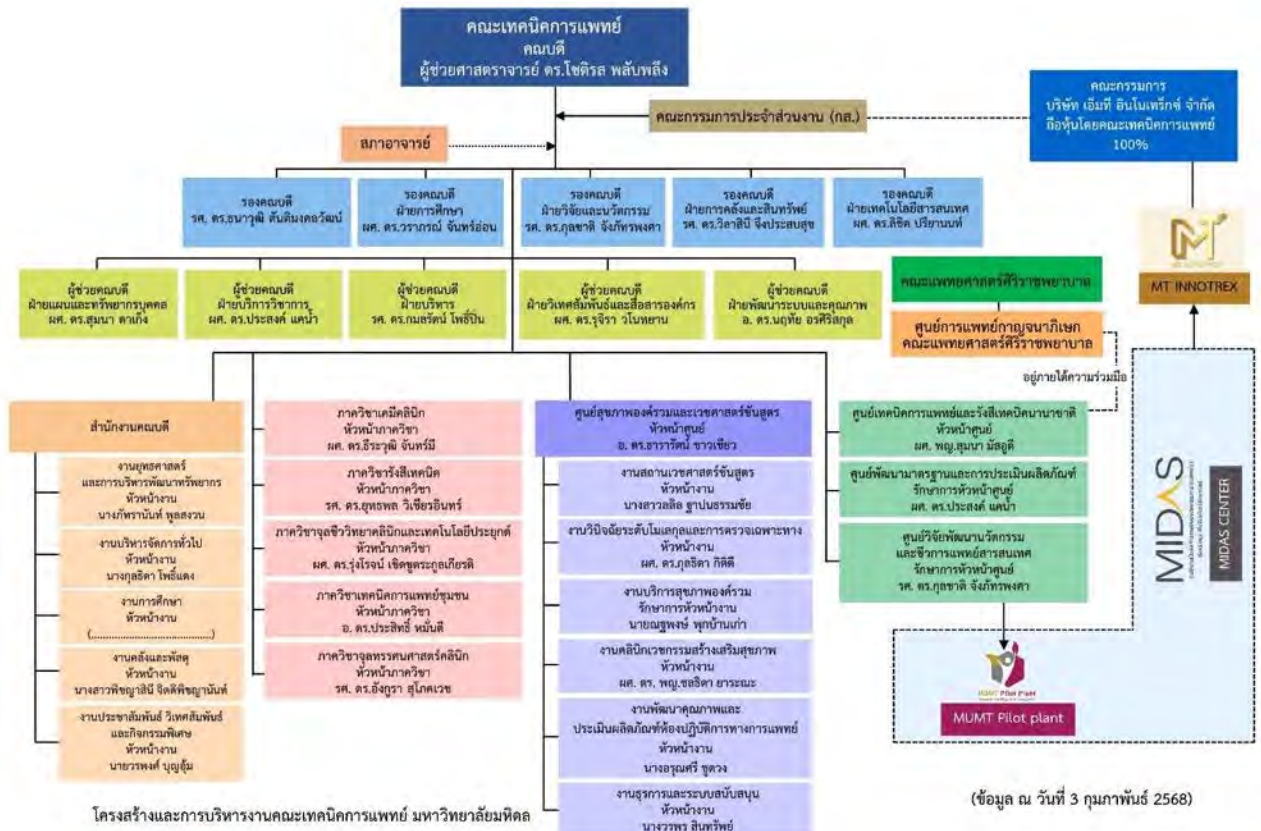 คณะเทคนิคการแพทย์
คณบดี
ผู้ช่วยศาสตราจารย์ ดร.โชติรส พลับพลึง
คณะกรรมการประจำส่วนงาน (กส.)
คณะกรรมการ
บริษัท เอ็มที อินโนเทร็กซ์ จำกัด
ถือหุ้นโดยคณะเทคนิคการแพทย์
100%
สภาอาจารย์
รองคณบดี
รศ. ดร.ธนาวุฒิ ตันติมงคลวัฒน์
รองคณบดี
ฝ่ายการศึกษา
ผศ. ดร.วราภรณ์ จันทร์อ่อน
รองคณบดี
ฝ่ายวิจัยและนวัตกรรม
รศ. ดร.กุลชาติ จังภัทรพงศา
รองคณบดี
ฝ่ายการคลังและสินทรัพย์
รศ. ดร.วิลาสินี จึงประสบสุข
รองคณบดี
ฝ่ายเทคโนโลยีสารสนเทศ
ผศ. ดร.ลิขิต ปรียานนท์
MT INNOTREX
ผู้ช่วยคณบดี
ฝ่ายแผนและทรัพยากรบุคคล
ผศ. ดร.สุมนา ดาเก็ง
ผู้ช่วยคณบดี
ฝ่ายบริการวิชาการ
ผศ. ดร.ประสงค์ แคน้ำ
ผู้ช่วยคณบดี
ฝ่ายบริหาร
รศ. ดร.กมลรัตน์ โพธิ์ปิ่น
ผู้ช่วยคณบดี
ฝ่ายวิเทศสัมพันธ์และสื่อสารองค์กร
ผศ. ดร.รุจิรา วโนทยาน
ผู้ช่วยคณบดี
ฝ่ายพัฒนาระบบและคุณภาพ
อ. ดร.นฤทัย อรศิริสกุล
คณะแพทยศาสตร์ศิริราชพยาบาล
ศูนย์การแพทย์กาญจนาภิเษก
คณะแพทยศาสตร์ศิริราชพยาบาล
อยู่ภายใต้ความร่วมมือ
สำนักงานคณบดี
งานยุทธศาสตร์
และการบริหารพัฒนาทรัพยากร
หัวหน้างาน
นางภัทรานันท์ พูลสงวน
งานบริหารจัดการทั่วไป
หัวหน้างาน
นางกุลธิดา โพธิ์แดง
งานการศึกษา
หัวหน้างาน
(........................................)
งานคลังและพัสดุ
หัวหน้างาน
นางสาวพิชญาสินี จิตติพิชญานันท์
งานประชาสัมพันธ์ วิเทศสัมพันธ์
และกิจกรรมพิเศษ
หัวหน้างาน
นายวรพงศ์ บุญอุ้ม
ภาควิชาเคมีคลินิก
หัวหน้าภาควิชา
ผศ. ดร.ธีระวุฒิ จันทร์มี
ภาควิชารังสีเทคนิค
หัวหน้าภาควิชา
รศ. ดร.ยุทธพล วิเชียรอินทร์
ภาควิชาจุลชีววิทยาคลินิกและเทคโนโลยีประยุกต์
หัวหน้าภาควิชา
ผศ. ดร.รุ่งโรจน์ เชิดชูตระกูลเกียรติ
ภาควิชาเทคนิคการแพทย์ชุมชน
หัวหน้าภาควิชา
อ. ดร.ประสิทธิ์ หมั่นดี
ภาควิชาจุลทรรศนศาสตร์คลินิก
หัวหน้าภาควิชา
รศ. ดร.อังกูรา สุโภคเวช
ศูนย์สุขภาพองค์รวมและเวชศาสตร์ชันสูตร
หัวหน้าศูนย์
อ. ดร.ธารารัตน์ ขาวเขียว
งานสถานเวชศาสตร์ชันสูตร
หัวหน้างาน
นางสาวลลิล ฐาปนธรรมชัย
งานวินิจฉัยระดับโมเลกุลและการตรวจเฉพาะทาง
หัวหน้างาน
ผศ. ดร.กุลธิดา กิติดี
งานบริการสุขภาพองค์รวม
รักษาการหัวหน้างาน
นายณฐพงษ์ พุกบ้านเก่า
งานคลินิกเวชกรรมสร้างเสริมสุขภาพ
หัวหน้างาน
ผศ. ดร. พญ.ชลธิดา ยาระณะ
งานพัฒนาคุณภาพและ
ประเมินผลิตภัณฑ์ห้องปฏิบัติการทางการแพทย์
หัวหน้างาน
นางอรุณศรี ชูดวง
งานธุรการและระบบสนับสนุน
หัวหน้างาน
นางวรพร สินทรัพย์
ศูนย์เทคนิคการแพทย์และรังสีเทคนิคนานาชาติ
หัวหน้าศูนย์
ผศ. พญ.สุมนา มัสอูดี
ศูนย์พัฒนามาตรฐานและการประเมินผลิตภัณฑ์
รักษาการหัวหน้าศูนย์
ผศ. ดร.ประสงค์ แคน้ำ
ศูนย์วิจัยพัฒนานวัตกรรม
และชีวการแพทย์สารสนเทศ
รักษาการหัวหน้าศูนย์
รศ. ดร.กุลชาติ จังภัทรพงศา
MIDAS
MIDAS CENTER
MUMT Pilot Plant
MUMT Pilot plant
(ข้อมูล ณ วันที่ 3 กุมภาพันธ์ 2568)
โครงสร้างและการบริหารงานคณะเทคนิคการแพทย์ มหาวิทยาลัยมหิดล